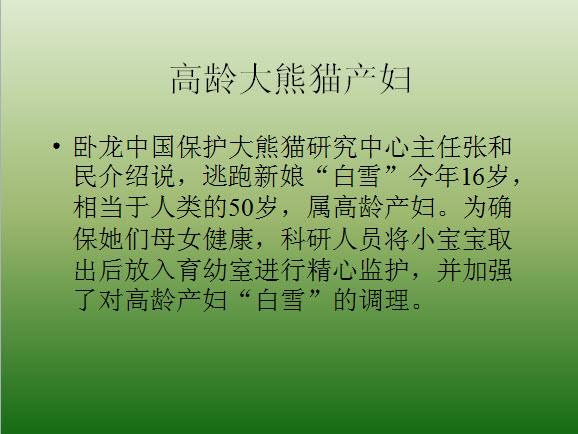 高龄大熊猫产妇
• 卧龙中国保护大熊猫研究中心主任张和
民介绍说，逃跑新娘“白雪”今年16岁，
相当于人类的50岁，属高龄产妇。为确
保她们母女健康，科研人员将小宝宝取
出后放入育幼室进行精心监护，并加强
了对高龄产妇“白雪”的调理。